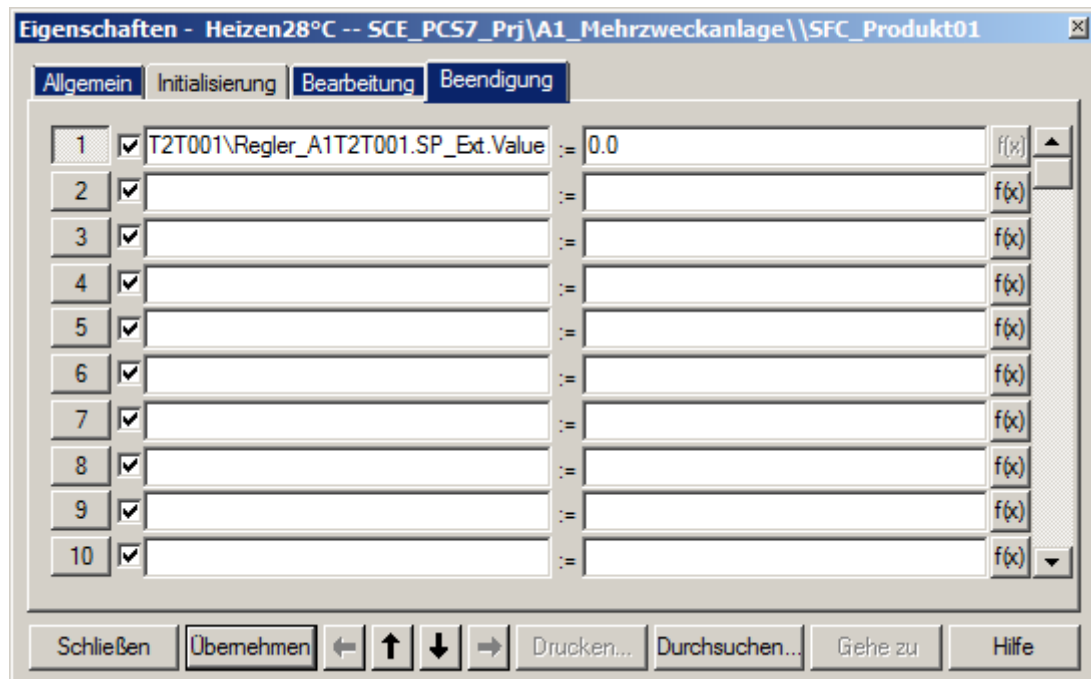 Eigenschaften - Heizen28°C -- SCE_PCS7_Prj\A1_Mehrzweckanlage\\SFC_Produkt01
Allgemein Initialisierung Bearbeitung Beendigung
1 T2T001\Regler_A1T2T001.SP_Ext.Value := 0.0 f(x)
2 := f(x)
3 := f(x)
4 := f(x)
5 := f(x)
6 := f(x)
7 := f(x)
8 := f(x)
9 := f(x)
10 := f(x)
Schließen Übernehmen Drucken... Durchsuchen... Gehe zu Hilfe